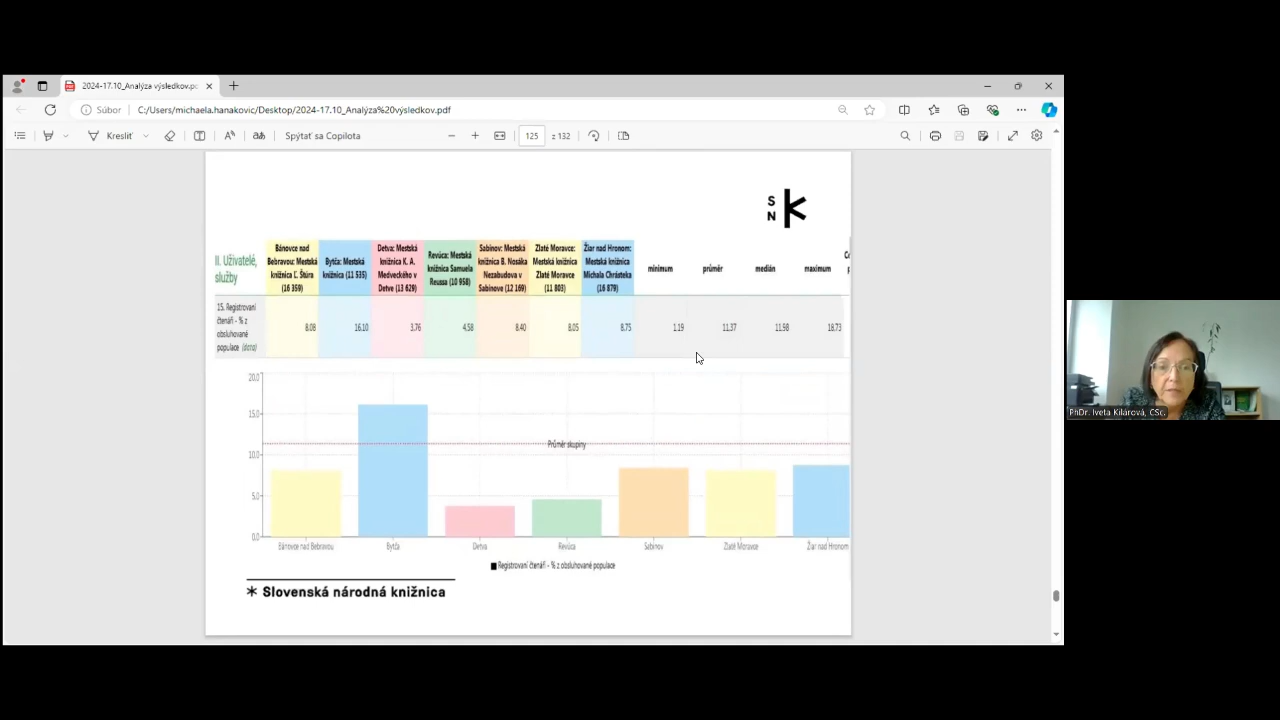 2024-17.10_Analýza výsledkov.pc
Súbor
C:/Users/michaela.hanakovic/Desktop/2024-17.10_Analýza%20výsledkov.pdf
Kresliť
Spýtať sa Copilota
125
z 132
S
N
K
II. Uživatelé,
služby
Bánovce nad
Bebravou: Mestská
knižnica Ľ. Štúra
(16 359)
Bytča: Mestská
knižnica (11 535)
Detva: Mestská
knižnica K. A.
Medveckého v
Detve (13 629)
Revúca: Mestská
knižnica Samuela
Reussa (10 958)
Sabinov: Mestská
knižnica B. Nosáka
Nezabudova v
Sabinove (12 169)
Zlaté Moravce:
Mestská knižnica
Zlaté Moravce
(11 803)
Žiar nad Hronom:
Mestská knižnica
Michala Chrásteka
(16 879)
minimum
průměr
medián
maximum
15. Registrovaní
čtenáři - % z
obsluhované
populace (data)
8.08
16.10
3.76
4.58
8.40
8.05
8.75
1.19
11.37
11.98
18.73
20.0
15.0
10.0
5.0
0.0
Průměr skupiny
Bánovce nad Bebravou
Bytča
Detva
Revúca
Sabinov
Zlaté Moravce
Žiar nad Hronom
Registrovaní čtenáři - % z obsluhované populace
Slovenská národná knižnica
PhDr. Iveta Kilárová, CSc.